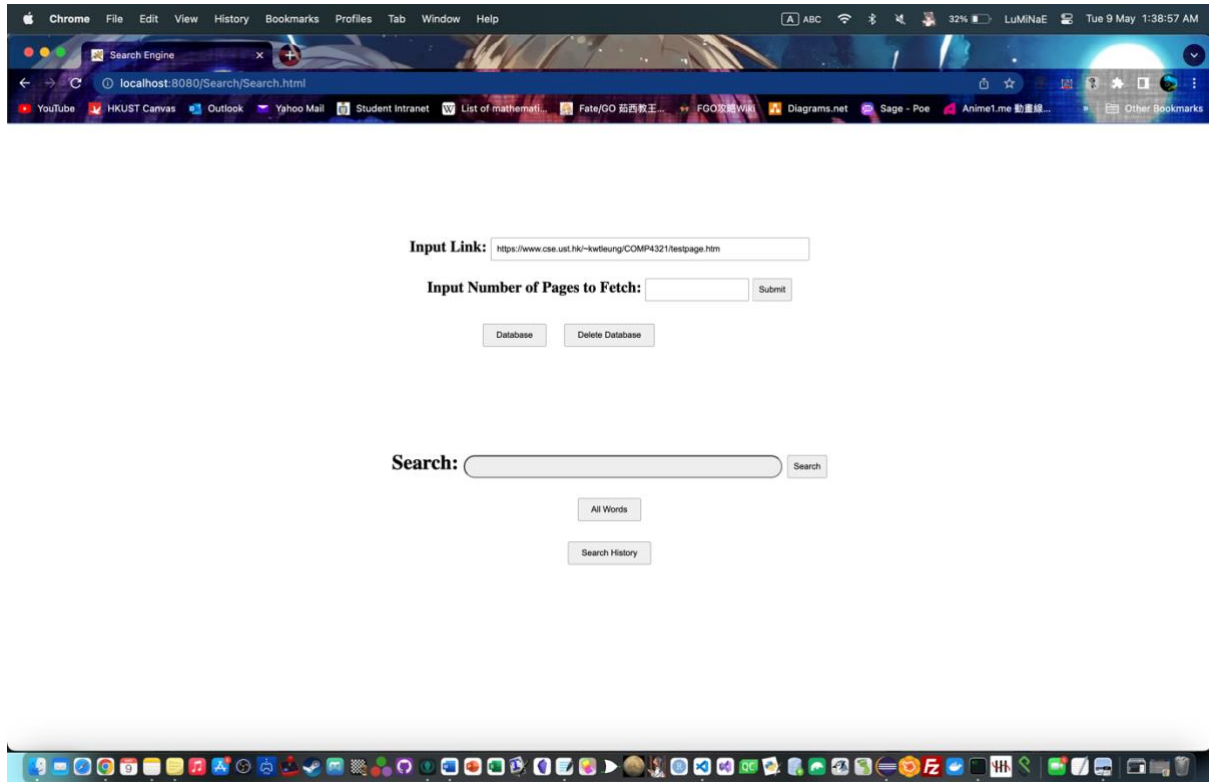 Chrome File Edit View History Bookmarks Profiles Tab Window Help A ABC 32% LuMiNaE Tue 9 May 1:38:57 AM
Search Engine
localhost:8080/Search/Search.html
YouTube HKUST Canvas Outlook Yahoo Mail Student Intranet W List of mathemati... Fate/GO 茹西教王... FGO攻略Wiki Diagrams.net Sage - Poe Anime1.me 動畫線... » Other Bookmarks
Input Link: https://www.cse.ust.hk/~kwtleung/COMP4321/testpage.htm
Input Number of Pages to Fetch: Submit
Database Delete Database
Search: Search
All Words
Search History